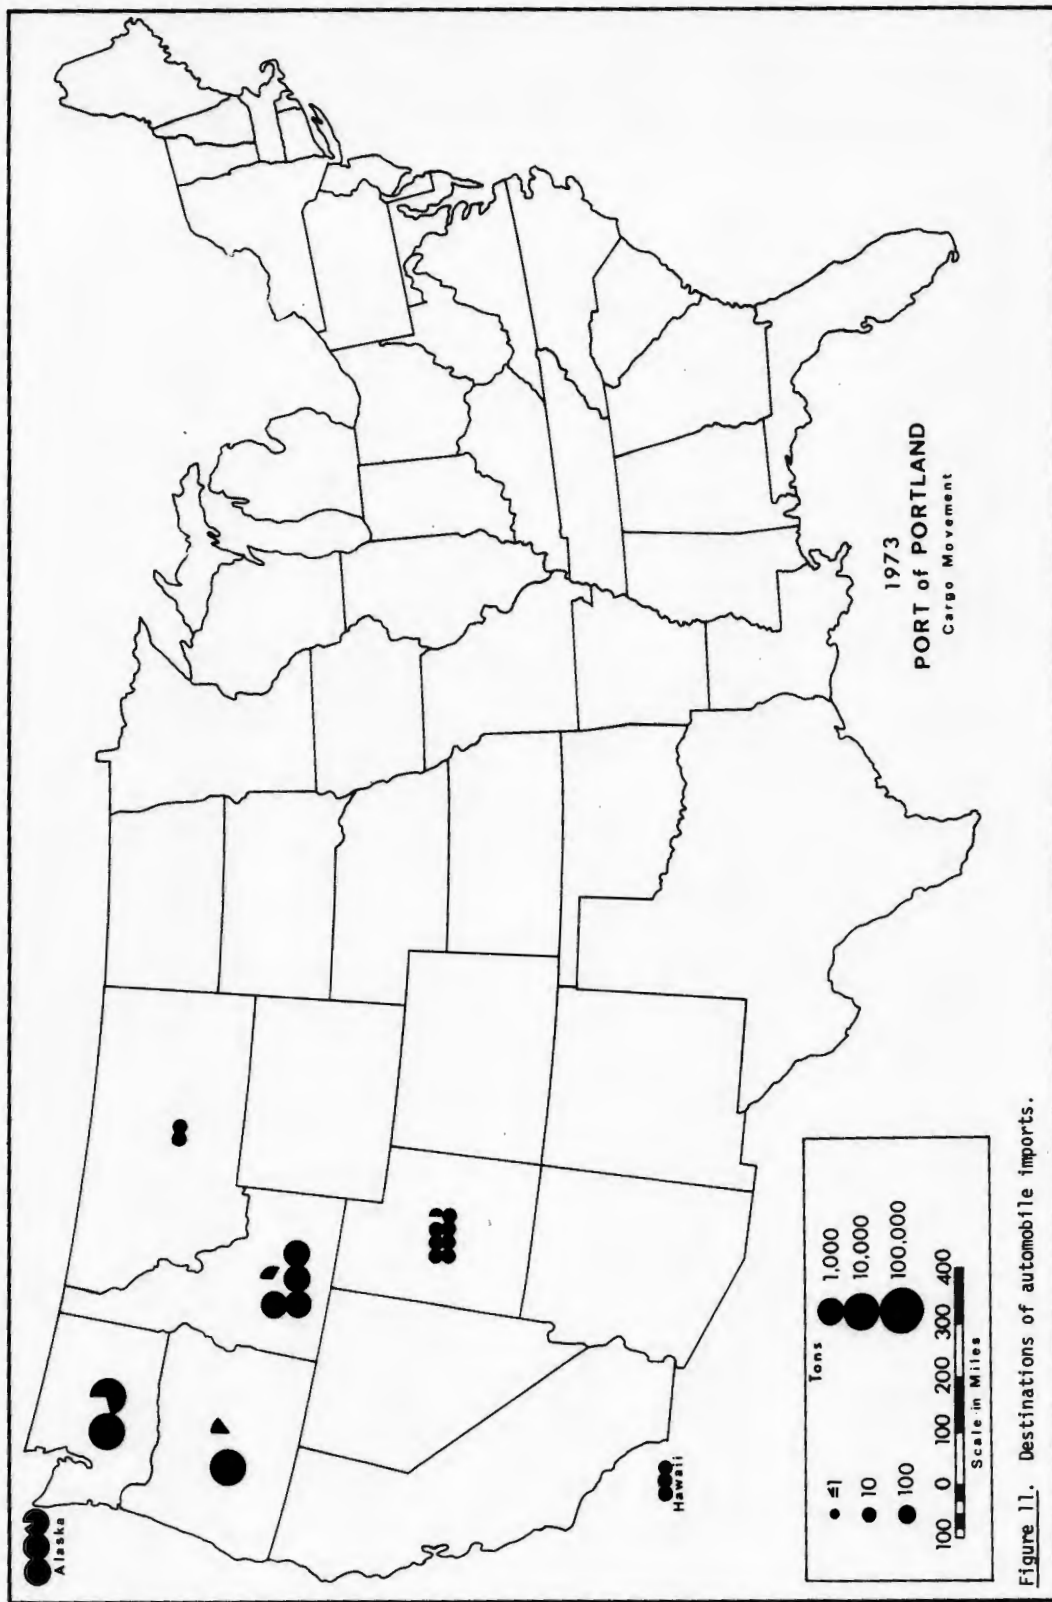 Alaska
Hawaii
1973
PORT of PORTLAND
Cargo Movement
Tons
≤1
10
100
1,000
10,000
100,000
100 0 100 200 300 400
Scale in Miles
Figure 11. Destinations of automobile imports.